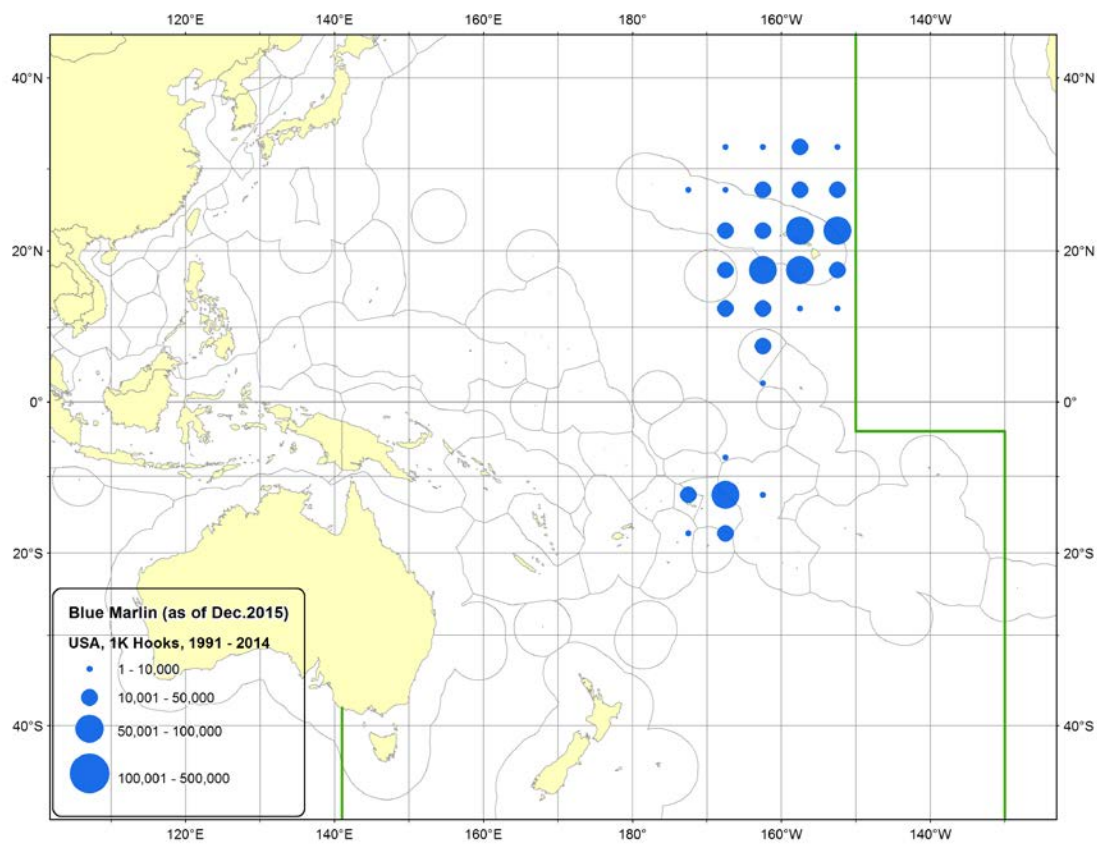 120°E 140°E 160°E 180° 160°W 140°W
40°N 40°N
20°N 20°N
0° 0°
20°S 20°S
Blue Marlin (as of Dec.2015)
USA, 1K Hooks, 1991 - 2014
1 - 10,000
10,001 - 50,000
40°S 40°S
50,001 - 100,000
100,001 - 500,000
120°E 140°E 160°E 180° 160°W 140°W